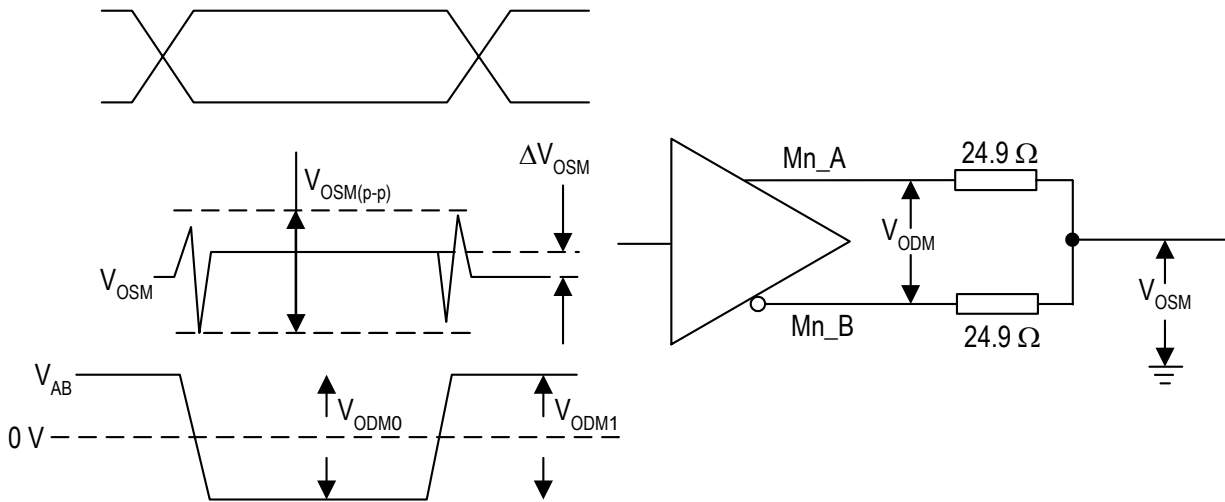 ΔV_OSM
V_OSM(p-p)
V_OSM
V_AB
V_ODM0
V_ODM1
0 V
Mn_A
24.9 Ω
V_ODM
Mn_B
24.9 Ω
V_OSM